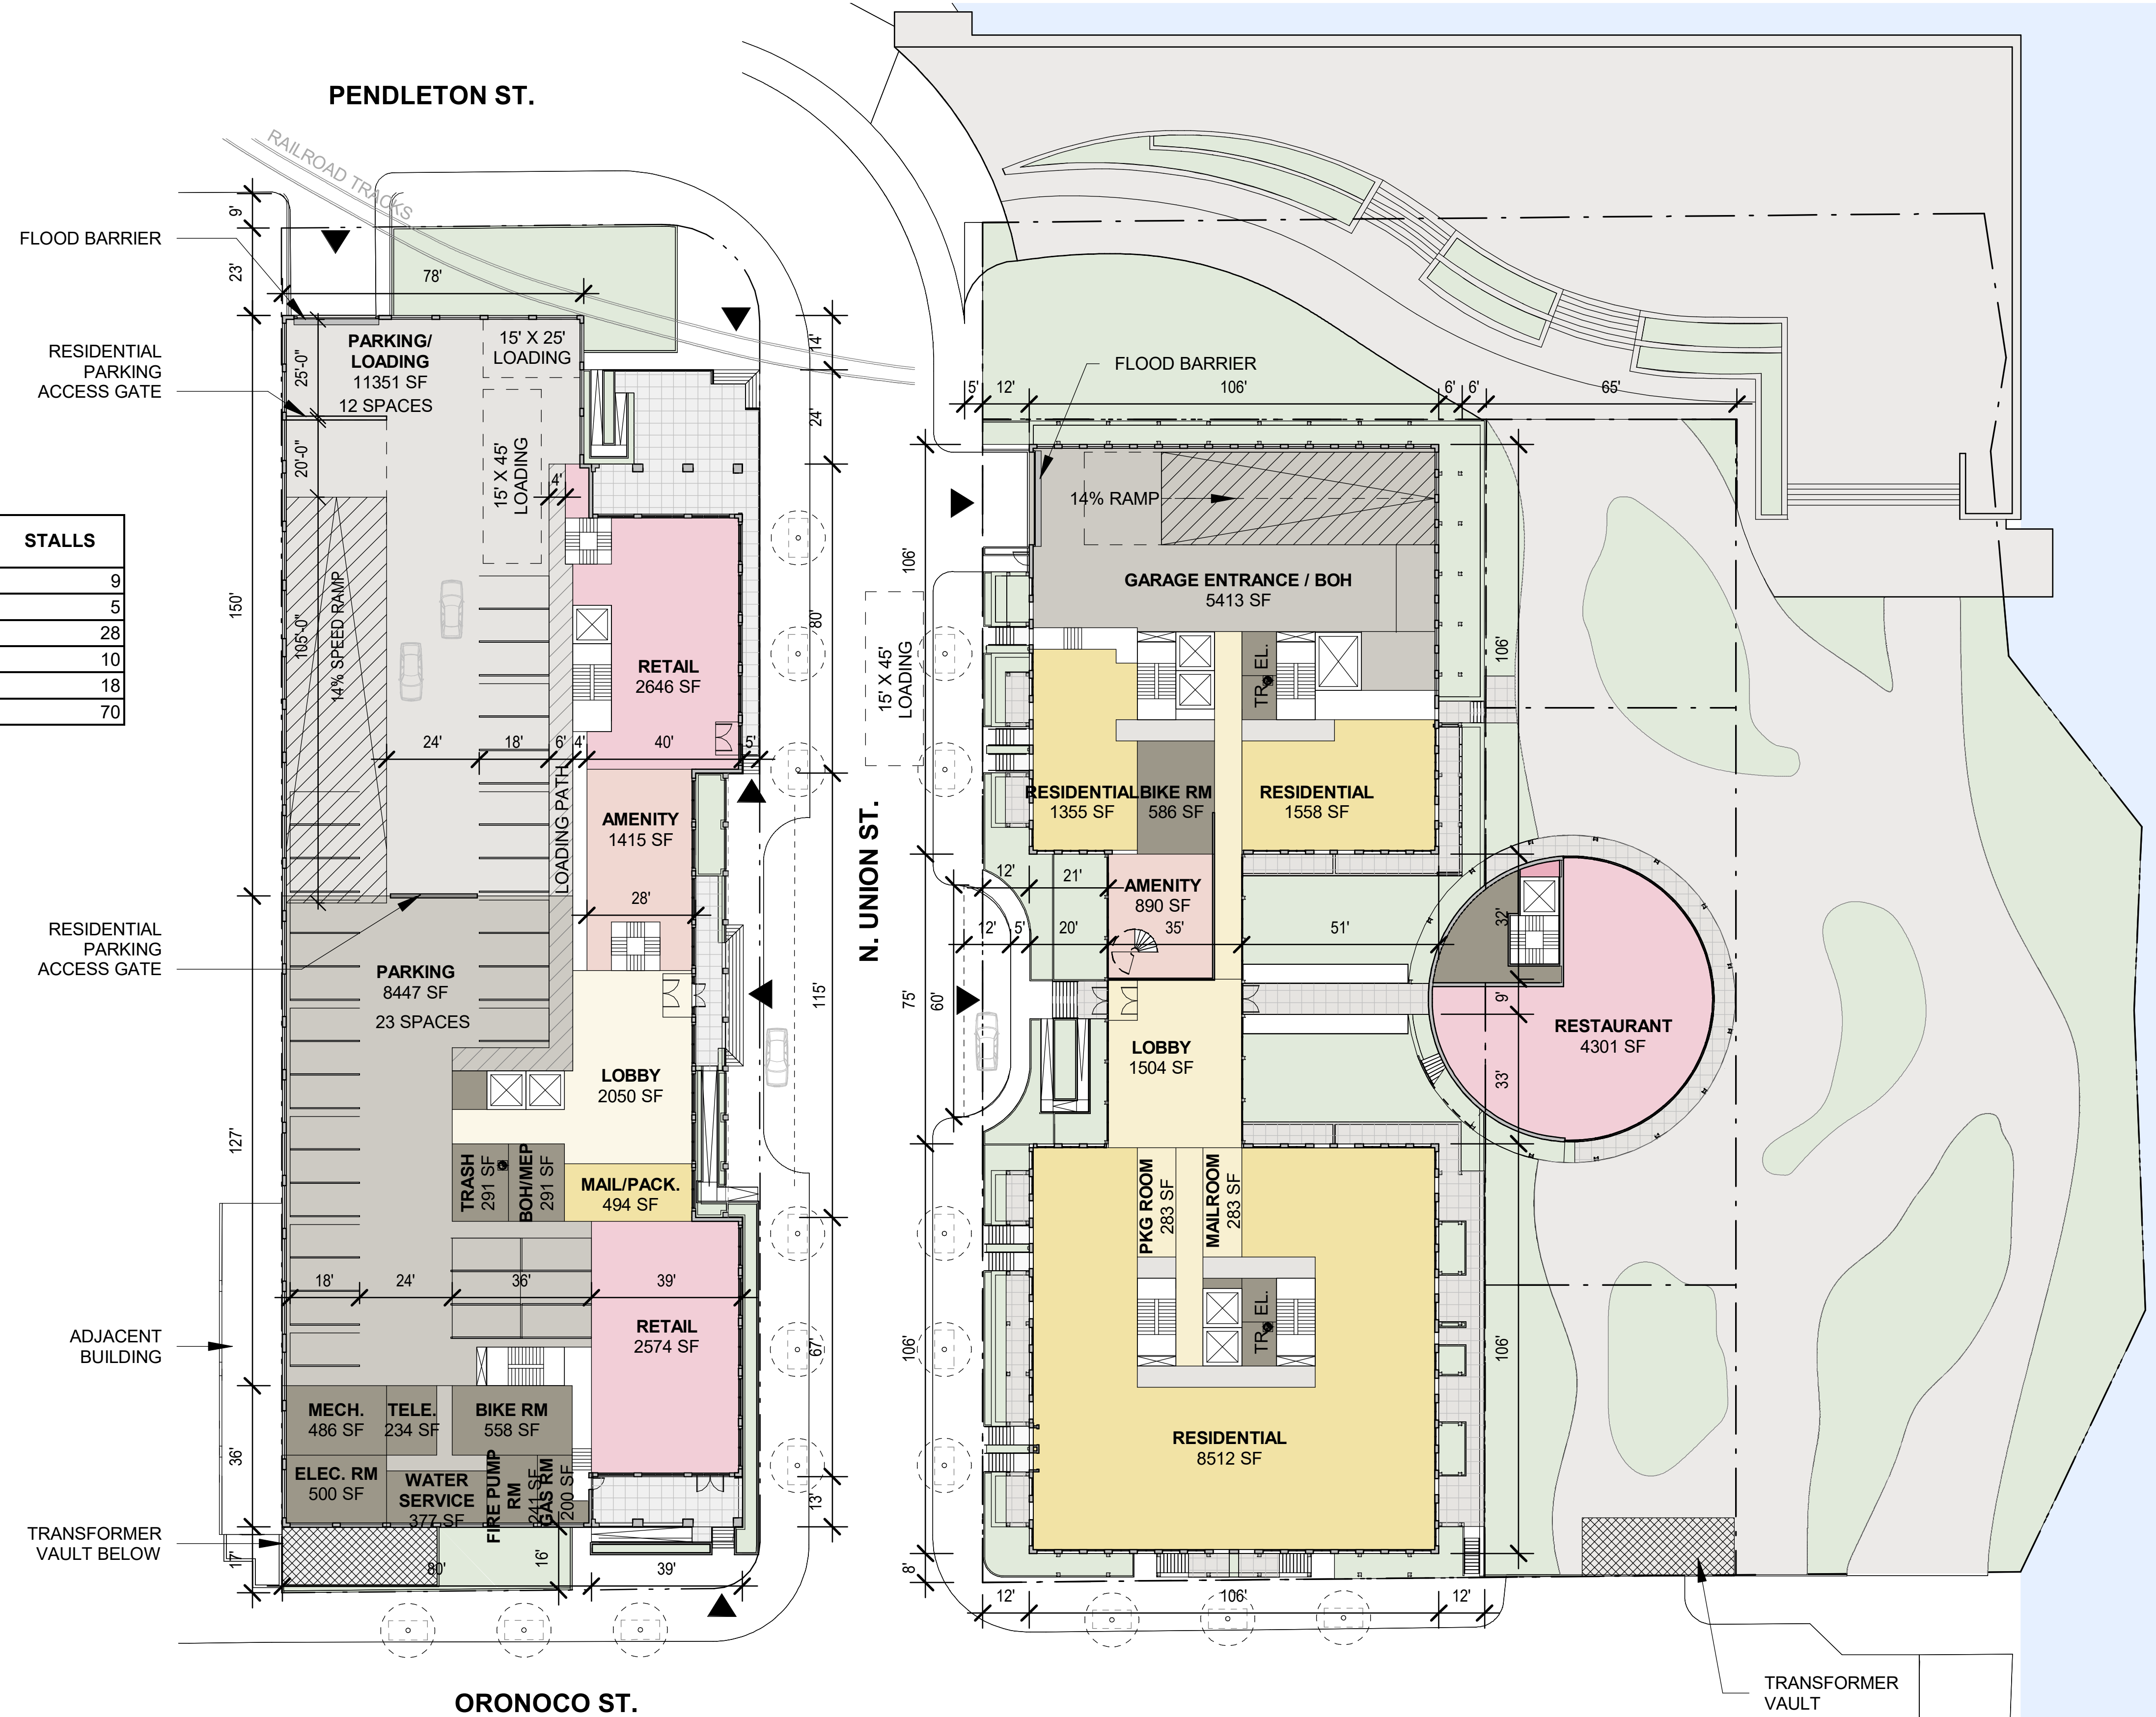 PENDLETON ST.
RAILROAD TRACKS
9'
FLOOD BARRIER
23'
78'
RESIDENTIAL
PARKING
ACCESS GATE
25'-0"
PARKING/
LOADING
11351 SF
12 SPACES
15' X 25'
LOADING
14'
24'
20'-0"
15' X 45'
LOADING
4'
STALLS
9
5
28
10
18
70
150'
105'-0"
14% SPEED RAMP
RETAIL
2646 SF
80'
24'
18'
6'
4'
40'
5'
LOADING PATH
AMENITY
1415 SF
28'
RESIDENTIAL
PARKING
ACCESS GATE
PARKING
8447 SF
23 SPACES
115'
LOBBY
2050 SF
127'
TRASH
291 SF
BOH/MEP
291 SF
MAIL/PACK.
494 SF
18'
24'
36'
39'
RETAIL
2574 SF
67'
ADJACENT
BUILDING
MECH.
486 SF
TELE.
234 SF
BIKE RM
558 SF
36'
ELEC. RM
500 SF
WATER
SERVICE
377 SF
FIRE PUMP
RM
241 SF
GAS RM
200 SF
13'
TRANSFORMER
VAULT BELOW
17'
80'
16'
39'
ORONOCO ST.
N. UNION ST.
FLOOD BARRIER
5'
12'
106'
6'
6'
65'
14% RAMP
106'
GARAGE ENTRANCE / BOH
5413 SF
15' X 45'
LOADING
TR.
EL.
106'
RESIDENTIAL
1355 SF
BIKE RM
586 SF
RESIDENTIAL
1558 SF
12'
21'
AMENITY
890 SF
12'
5'
20'
35'
51'
32'
75'
60'
9'
RESTAURANT
4301 SF
LOBBY
1504 SF
33'
PKG ROOM
283 SF
MAILROOM
283 SF
TR.
EL.
106'
106'
RESIDENTIAL
8512 SF
8'
12'
106'
12'
TRANSFORMER
VAULT